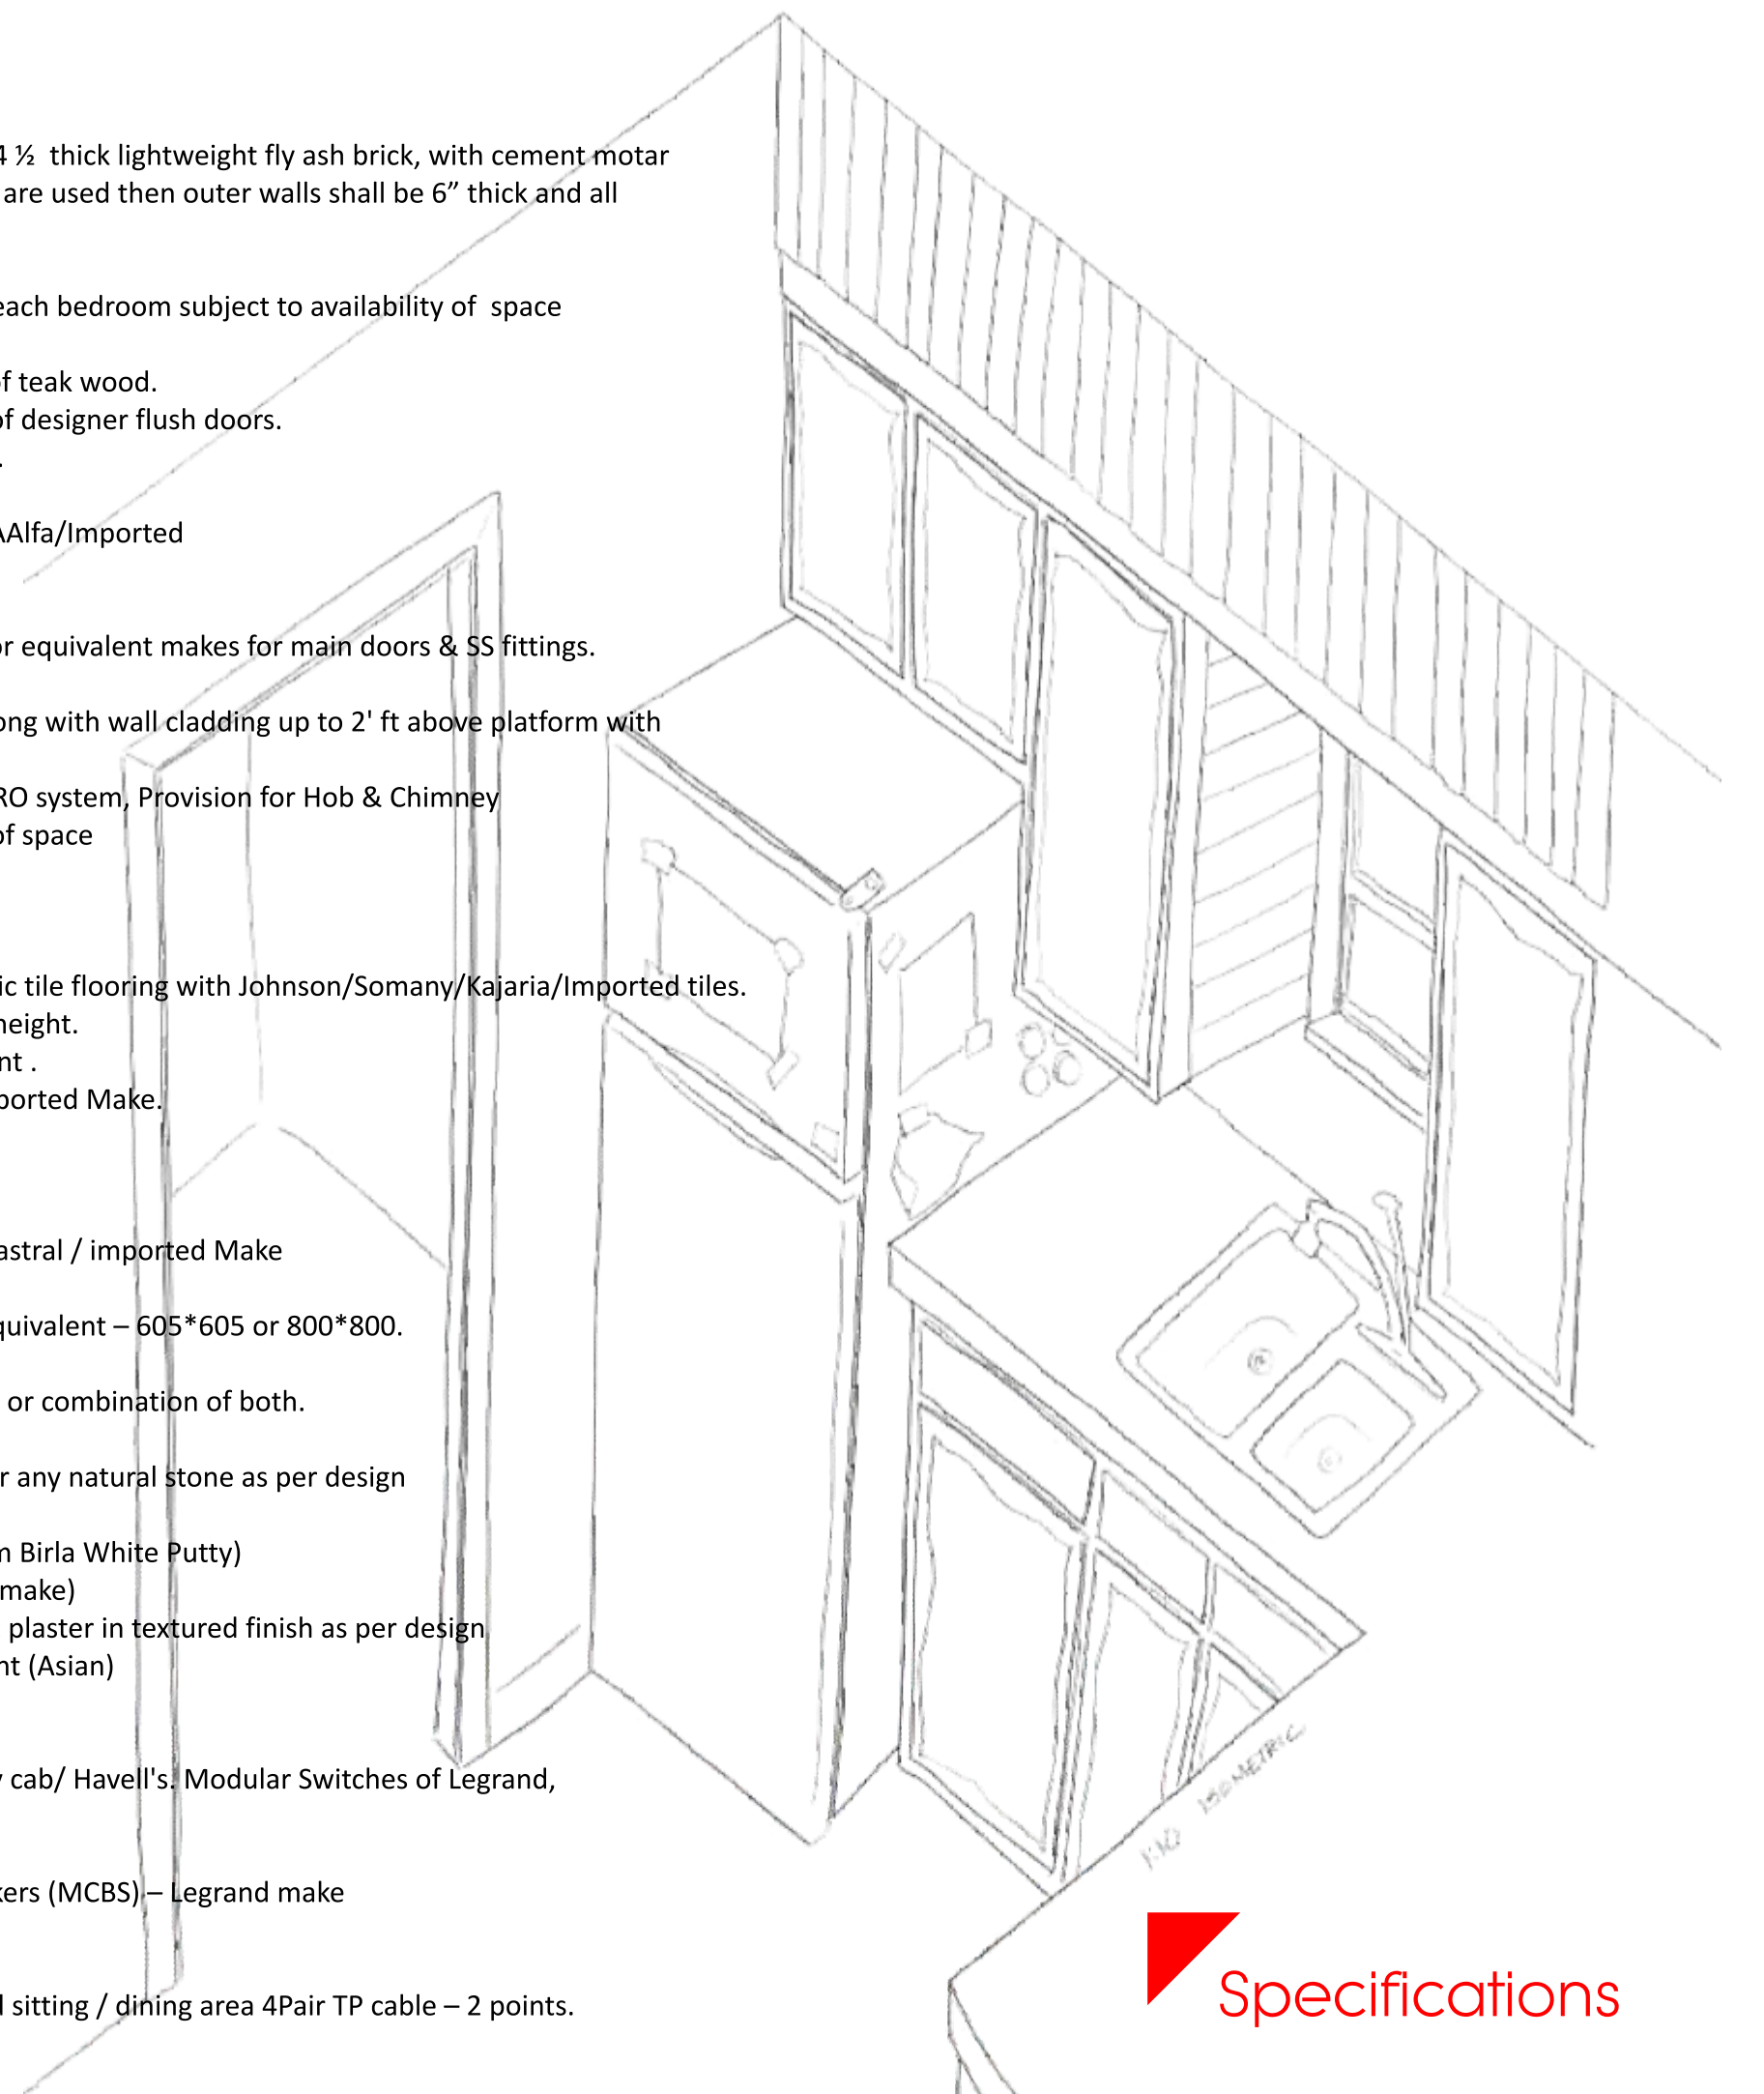 4 ½ thick lightweight fly ash brick, with cement motar
are used then outer walls shall be 6” thick and all
each bedroom subject to availability of space
of teak wood.
of designer flush doors.
.
AAlfa/Imported
or equivalent makes for main doors & SS fittings.
ong with wall cladding up to 2' ft above platform with
RO system, Provision for Hob & Chimney
of space
ic tile flooring with Johnson/Somany/Kajaria/Imported tiles.
height.
nt .
ported Make.
astral / imported Make
quivalent – 605*605 or 800*800.
or combination of both.
r any natural stone as per design
m Birla White Putty)
make)
plaster in textured finish as per design
nt (Asian)
y cab/ Havell's. Modular Switches of Legrand,
kers (MCBS) – Legrand make
d sitting / dining area 4Pair TP cable – 2 points.
ISOMETRIC
Specifications